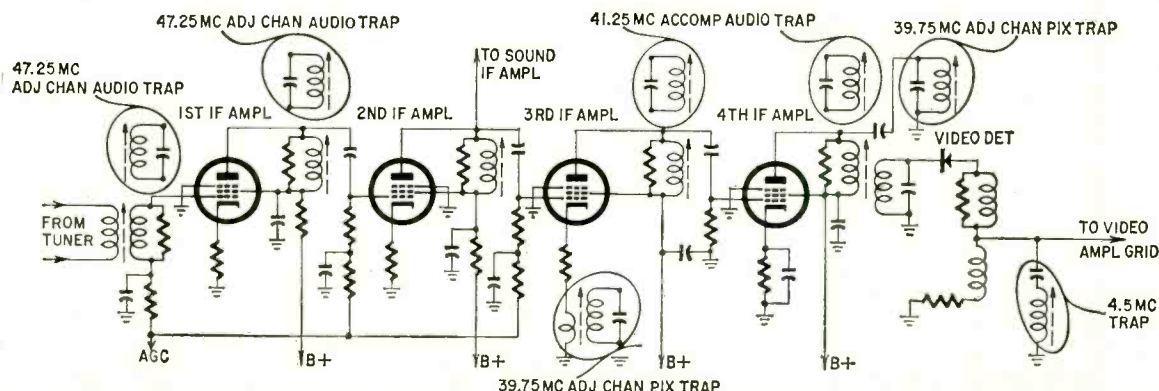 47.25 MC ADJ CHAN AUDIO TRAP
41.25 MC ACCOMP AUDIO TRAP
39.75 MC ADJ CHAN PIX TRAP
47.25 MC
ADJ CHAN AUDIO TRAP
TO SOUND
IF AMPL
1ST IF AMPL
2ND IF AMPL
3RD IF AMPL
4TH IF AMPL
VIDEO DET
FROM
TUNER
TO VIDEO
AMPL GRID
4.5 MC
TRAP
AGC
B+
B+
B+
B+
39.75 MC ADJ CHAN PIX TRAP